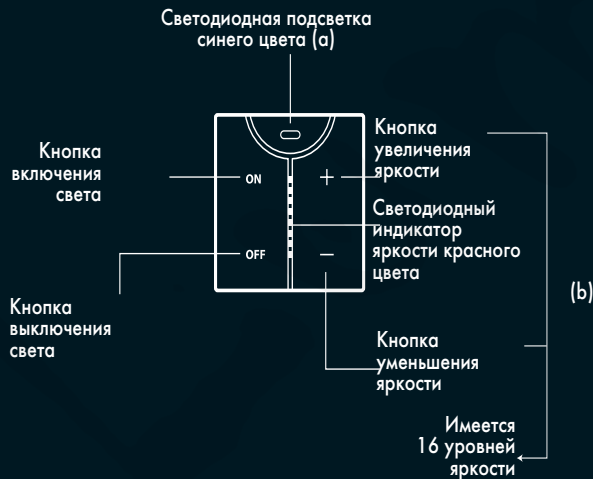 Светодиодная подсветка
синего цвета (a)
Кнопка
включения
света
ON
+
Кнопка
увеличения
яркости
Светодиодный
индикатор
яркости красного
цвета
OFF
–
(b)
Кнопка
выключения
света
Кнопка
уменьшения
яркости
Имеется
16 уровней
яркости